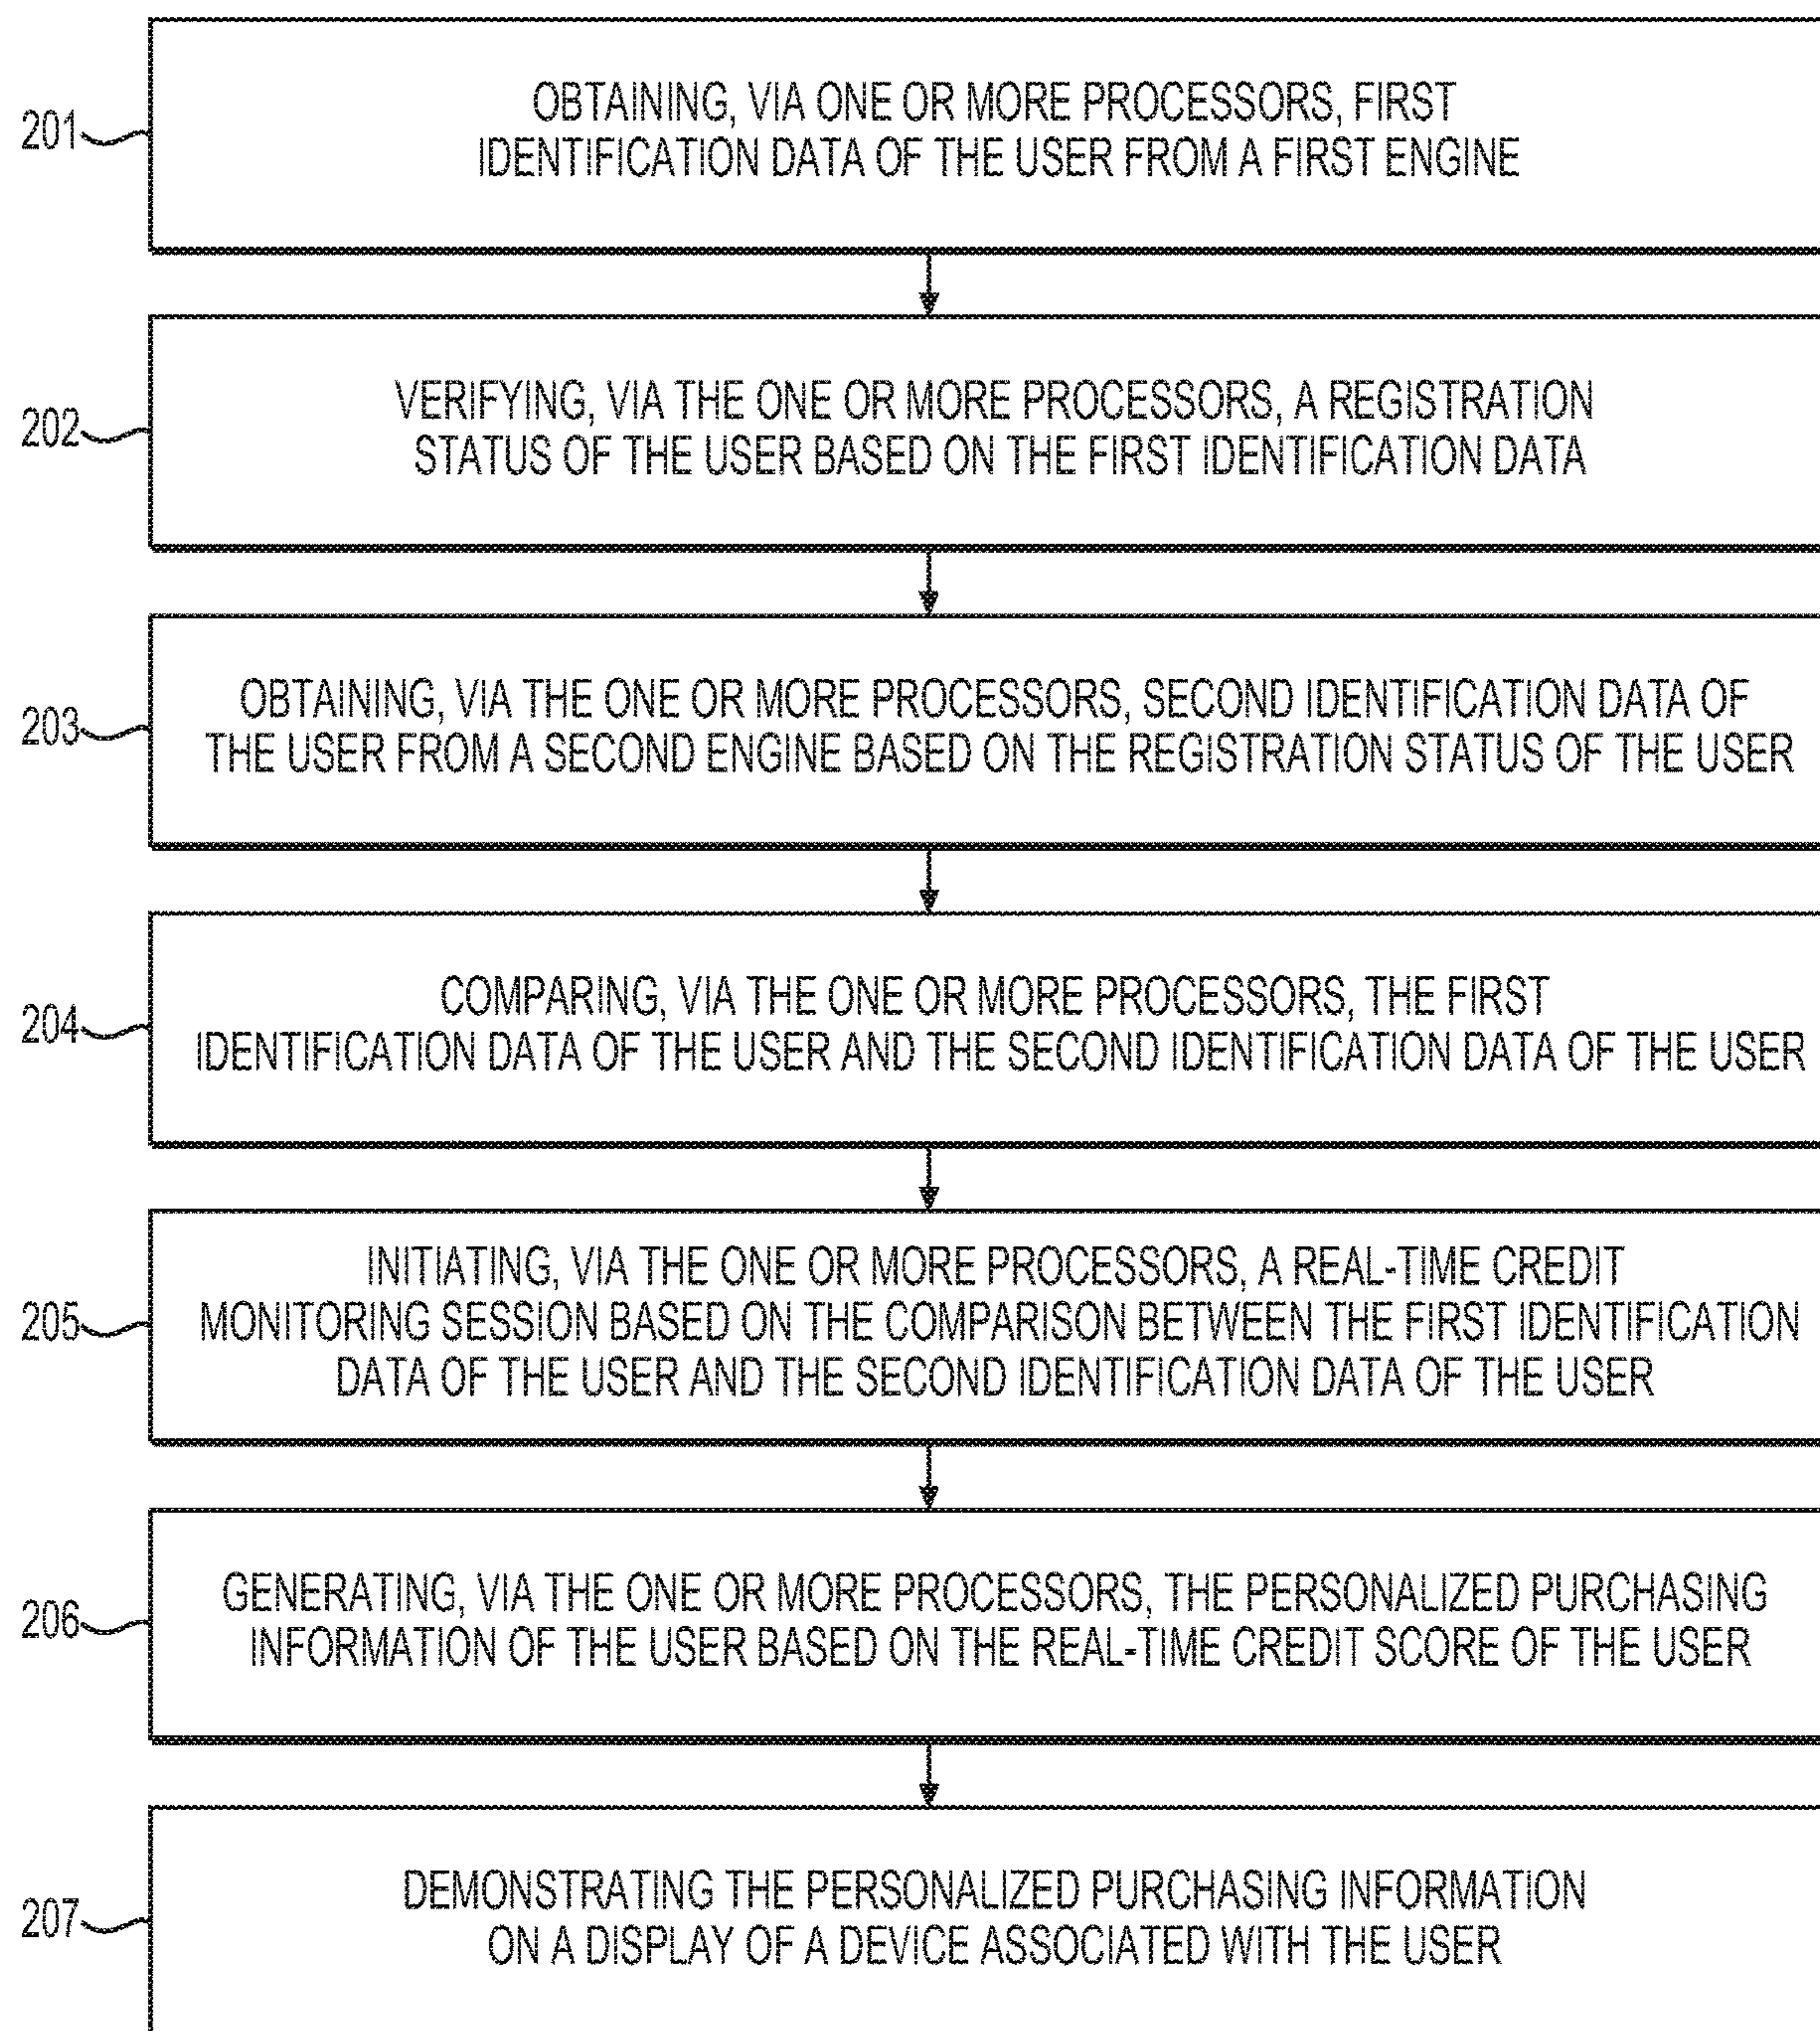 201
OBTAINING, VIA ONE OR MORE PROCESSORS, FIRST
IDENTIFICATION DATA OF THE USER FROM A FIRST ENGINE
202
VERIFYING, VIA THE ONE OR MORE PROCESSORS, A REGISTRATION
STATUS OF THE USER BASED ON THE FIRST IDENTIFICATION DATA
203
OBTAINING, VIA THE ONE OR MORE PROCESSORS, SECOND IDENTIFICATION DATA OF
THE USER FROM A SECOND ENGINE BASED ON THE REGISTRATION STATUS OF THE USER
204
COMPARING, VIA THE ONE OR MORE PROCESSORS, THE FIRST
IDENTIFICATION DATA OF THE USER AND THE SECOND IDENTIFICATION DATA OF THE USER
205
INITIATING, VIA THE ONE OR MORE PROCESSORS, A REAL-TIME CREDIT
MONITORING SESSION BASED ON THE COMPARISON BETWEEN THE FIRST IDENTIFICATION
DATA OF THE USER AND THE SECOND IDENTIFICATION DATA OF THE USER
206
GENERATING, VIA THE ONE OR MORE PROCESSORS, THE PERSONALIZED PURCHASING
INFORMATION OF THE USER BASED ON THE REAL-TIME CREDIT SCORE OF THE USER
207
DEMONSTRATING THE PERSONALIZED PURCHASING INFORMATION
ON A DISPLAY OF A DEVICE ASSOCIATED WITH THE USER